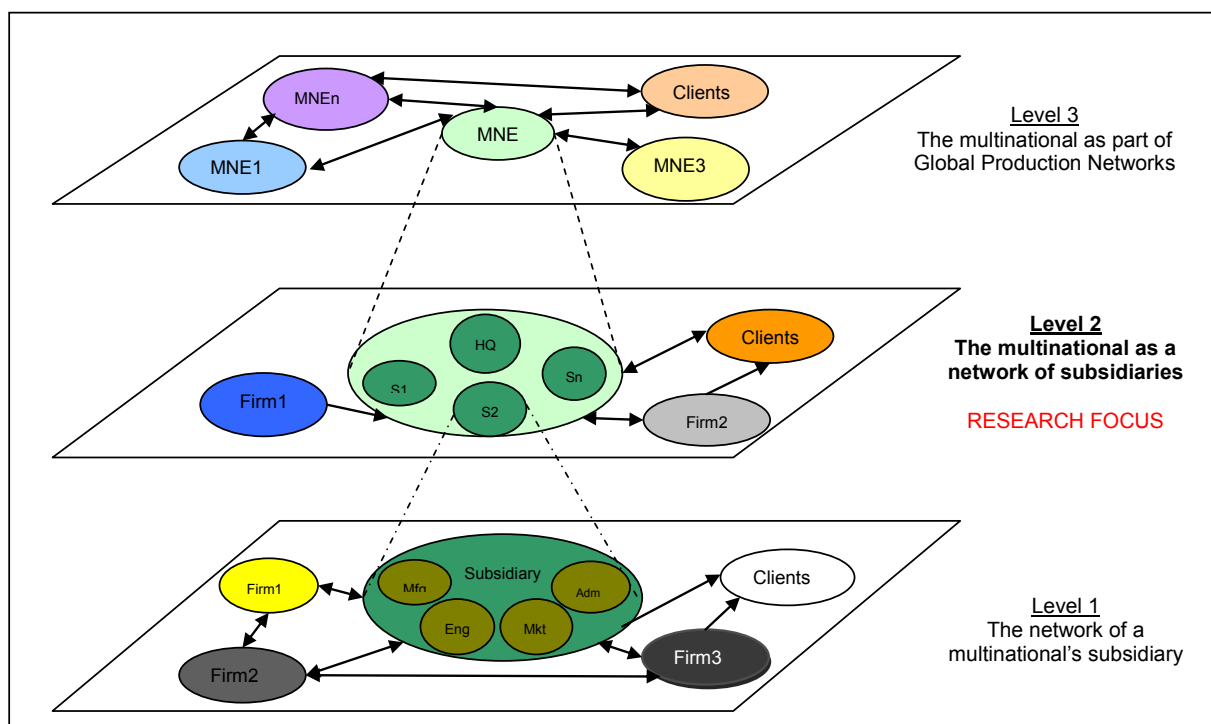 MNEn
Clients
MNE
MNE1
MNE3
Level 3
The multinational as part of
Global Production Networks
HQ
Clients
S1
Sn
Firm1
S2
Firm2
Level 2
The multinational as a
network of subsidiaries
RESEARCH FOCUS
Subsidiary
Firm1
Mfg
Adm
Clients
Eng
Mkt
Firm2
Firm3
Level 1
The network of a
multinational’s subsidiary